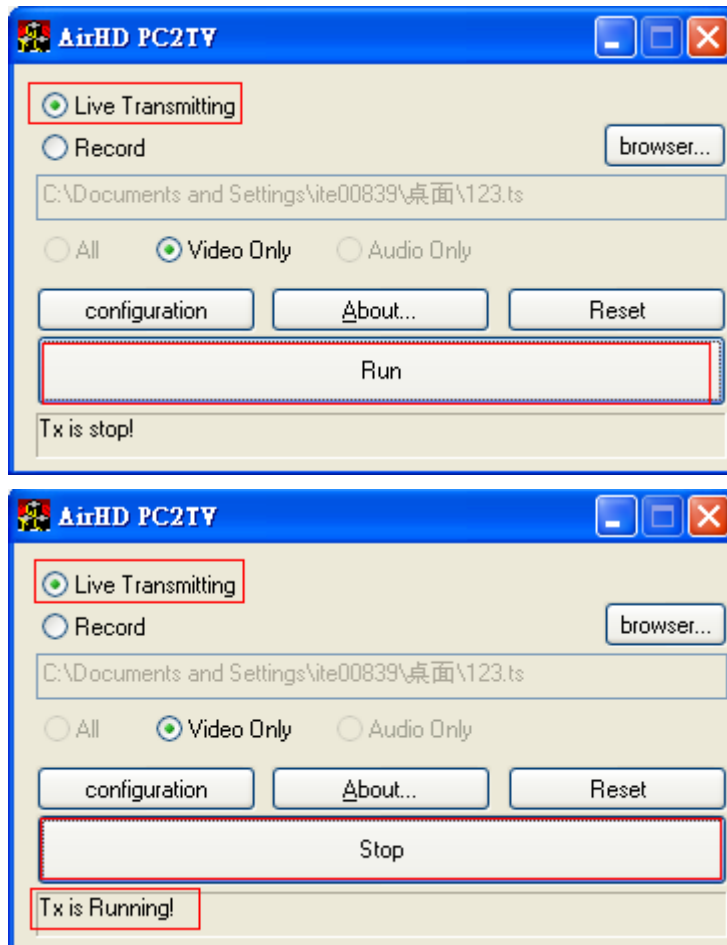 AirHD PC2TV
Live Transmitting
Record
browser...
C:\Documents and Settings\ite00839\桌面\123.ts
All Video Only Audio Only
configuration About... Reset
Run
Tx is stop!
AirHD PC2TV
Live Transmitting
Record
browser...
C:\Documents and Settings\ite00839\桌面\123.ts
All Video Only Audio Only
configuration About... Reset
Stop
Tx is Running!